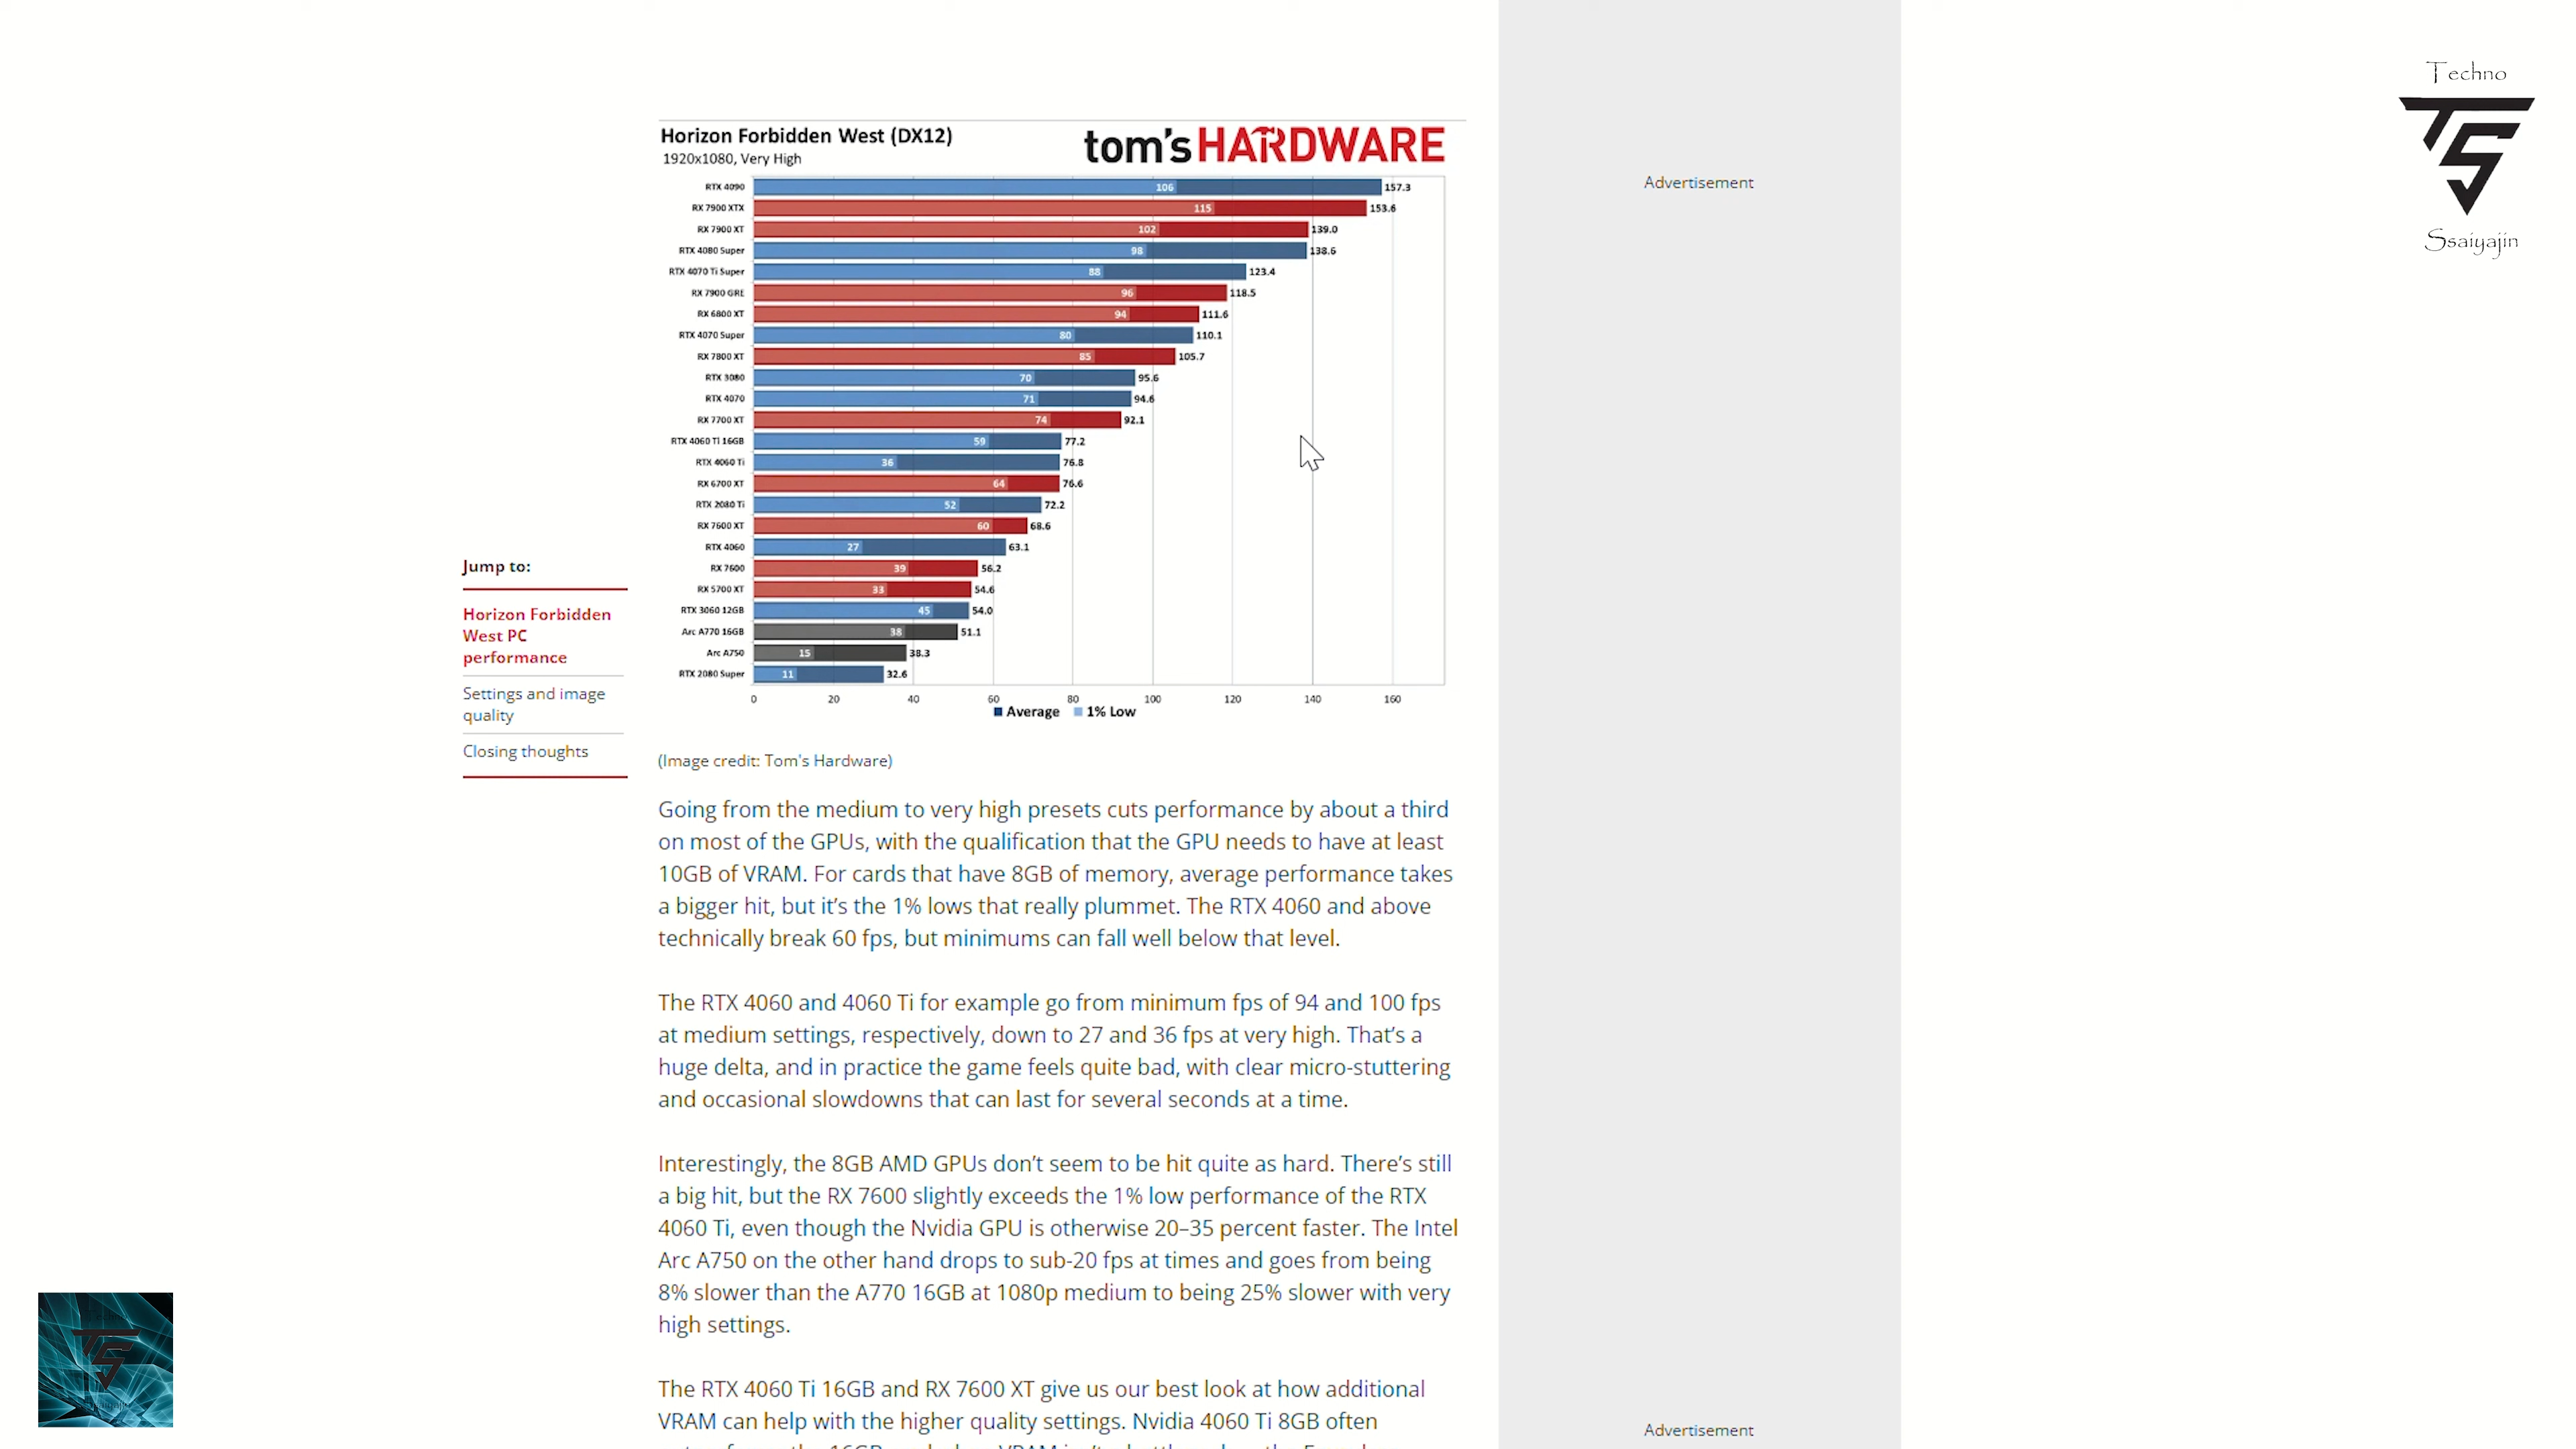 Techno
TS
Ssaiyajin
Advertisement
Horizon Forbidden West (DX12)
1920x1080, Very High
tom's HARDWARE
RTX 4090 106 157.3
RX 7900 XTX 115 153.6
RX 7900 XT 102 139.0
RTX 4080 Super 98 138.6
RTX 4070 Ti Super 88 123.4
RX 7900 GRE 96 118.5
RX 6800 XT 94 111.6
RTX 4070 Super 80 110.1
RX 7800 XT 85 105.7
RTX 3080 70 95.6
RTX 4070 71 94.6
RX 7700 XT 74 92.1
RTX 4060 Ti 16GB 59 77.2
RTX 4060 Ti 36 76.8
RX 6700 XT 64 76.6
RTX 2080 Ti 52 72.2
RX 7600 XT 60 68.6
RTX 4060 27 63.1
RX 7600 39 56.2
RX 5700 XT 33 54.6
RTX 3060 12GB 45 54.0
Arc A770 16GB 38 51.1
Arc A750 15 38.3
RTX 2080 Super 11 32.6
0 20 40 60 80 100 120 140 160
Average 1% Low
Jump to:
Horizon Forbidden
West PC
performance
Settings and image
quality
Closing thoughts
(Image credit: Tom's Hardware)
Going from the medium to very high presets cuts performance by about a third
on most of the GPUs, with the qualification that the GPU needs to have at least
10GB of VRAM. For cards that have 8GB of memory, average performance takes
a bigger hit, but it's the 1% lows that really plummet. The RTX 4060 and above
technically break 60 fps, but minimums can fall well below that level.
The RTX 4060 and 4060 Ti for example go from minimum fps of 94 and 100 fps
at medium settings, respectively, down to 27 and 36 fps at very high. That's a
huge delta, and in practice the game feels quite bad, with clear micro-stuttering
and occasional slowdowns that can last for several seconds at a time.
Interestingly, the 8GB AMD GPUs don't seem to be hit quite as hard. There's still
a big hit, but the RX 7600 slightly exceeds the 1% low performance of the RTX
4060 Ti, even though the Nvidia GPU is otherwise 20–35 percent faster. The Intel
Arc A750 on the other hand drops to sub-20 fps at times and goes from being
8% slower than the A770 16GB at 1080p medium to being 25% slower with very
high settings.
The RTX 4060 Ti 16GB and RX 7600 XT give us our best look at how additional
VRAM can help with the higher quality settings. Nvidia 4060 Ti 8GB often
Advertisement
TS